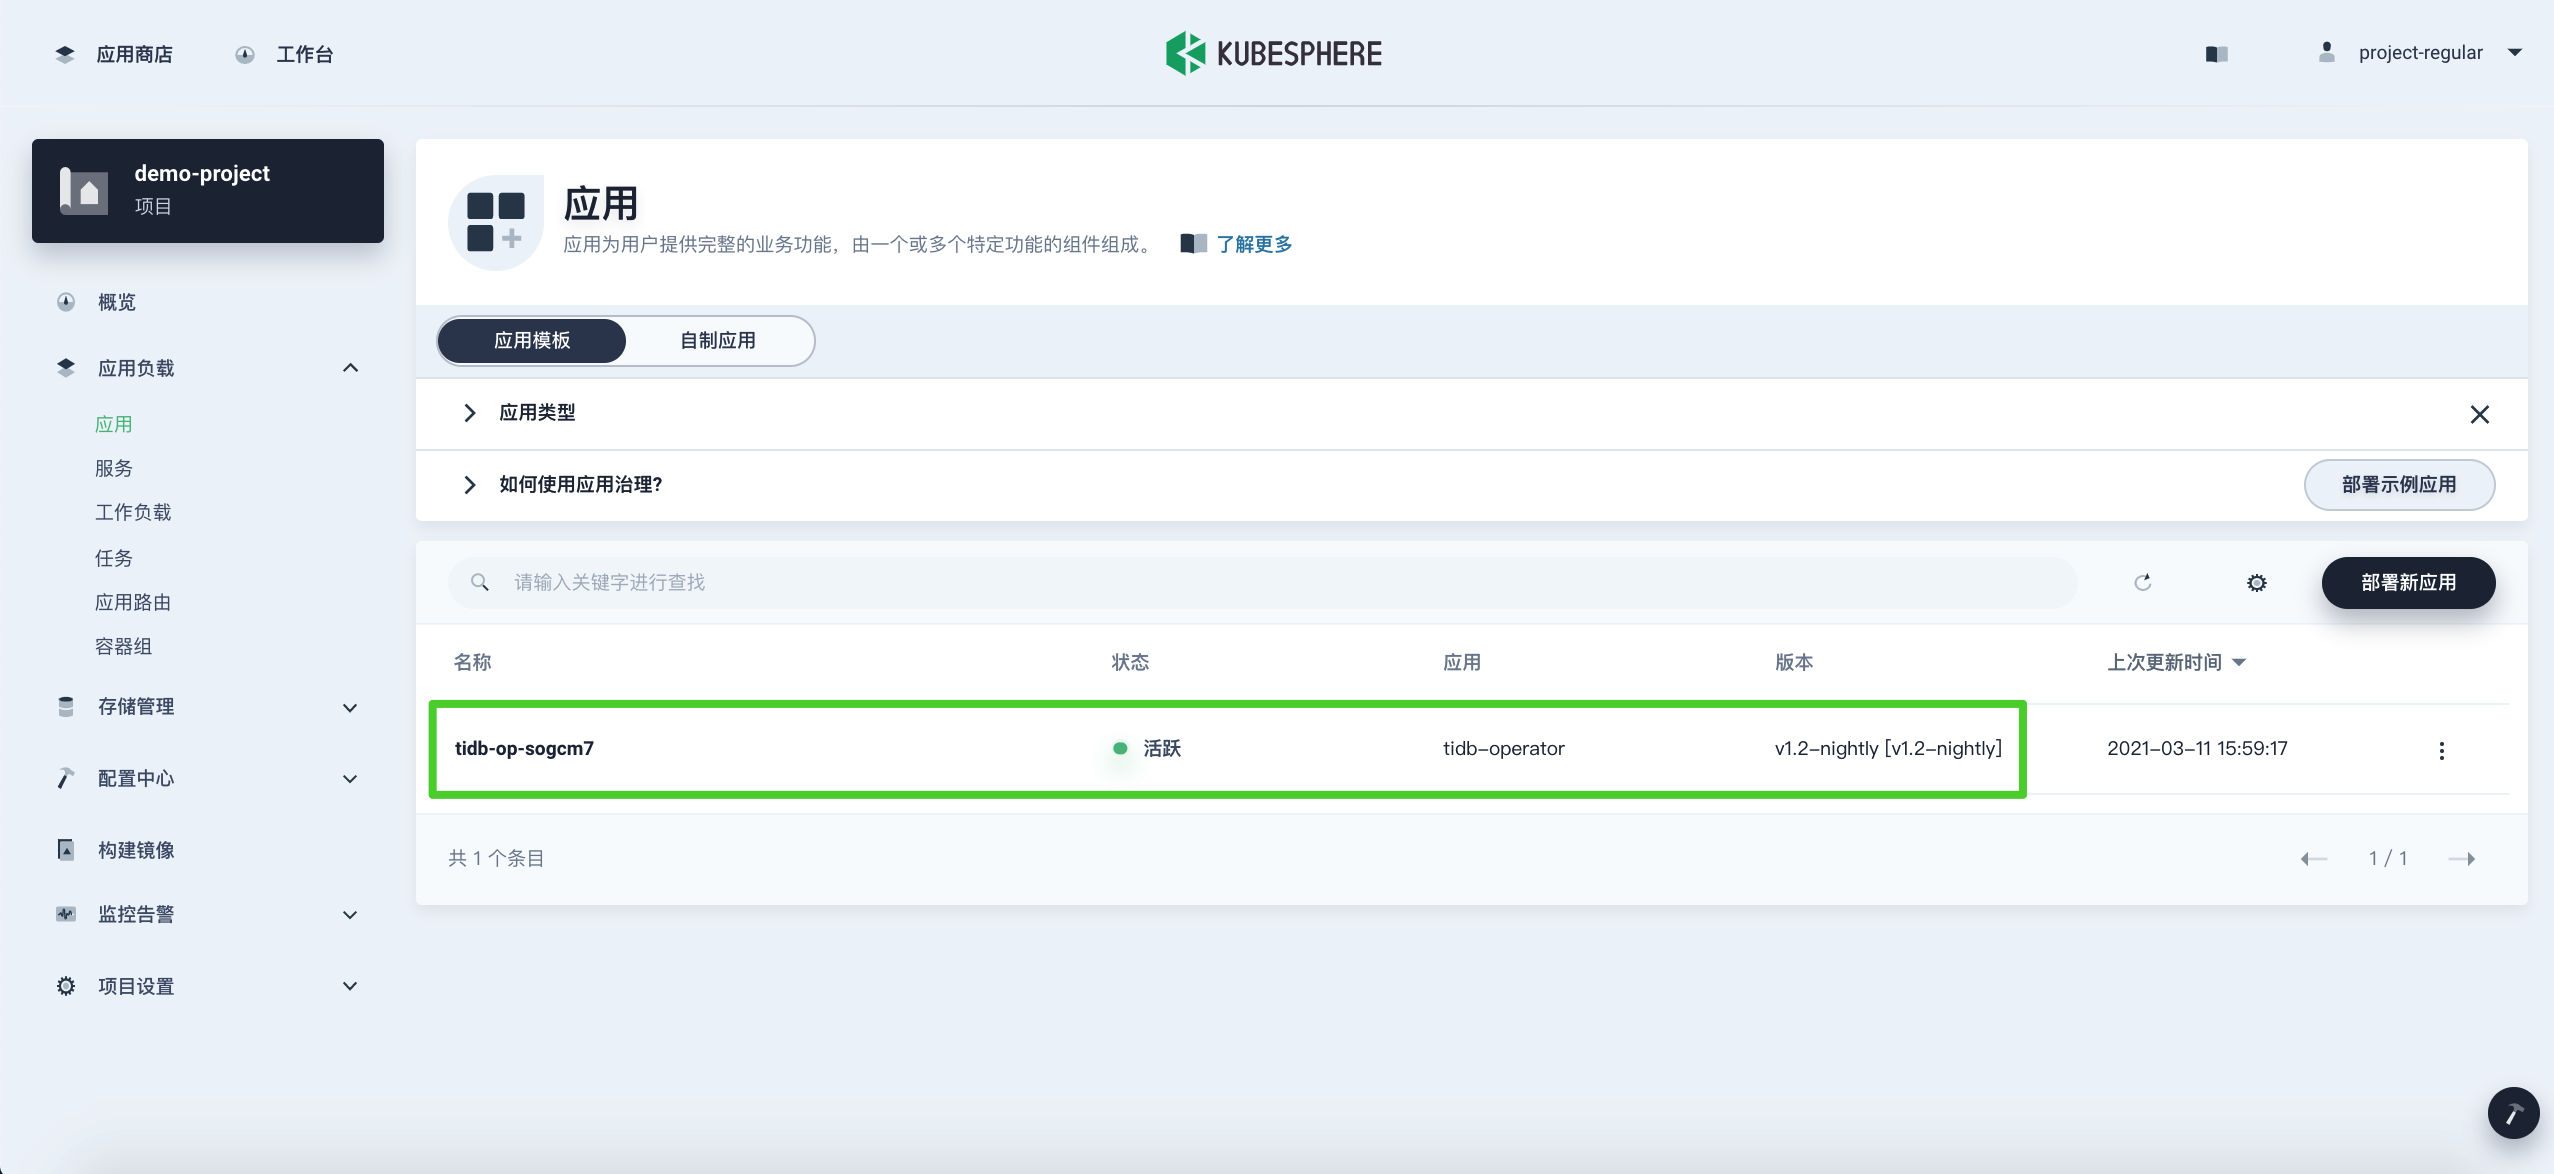 应用商店
工作台
KUBESPHERE
project-regular
demo-project
项目
概览
应用负载
应用
服务
工作负载
任务
应用路由
容器组
存储管理
配置中心
构建镜像
监控告警
项目设置
应用
应用为用户提供完整的业务功能，由一个或多个特定功能的组件组成。 了解更多
应用模板 自制应用
应用类型
如何使用应用治理? 部署示例应用
请输入关键字进行查找 部署新应用
名称 状态 应用 版本 上次更新时间
tidb-op-sogcm7 活跃 tidb-operator v1.2-nightly [v1.2-nightly] 2021-03-11 15:59:17
共 1 个条目 1 / 1